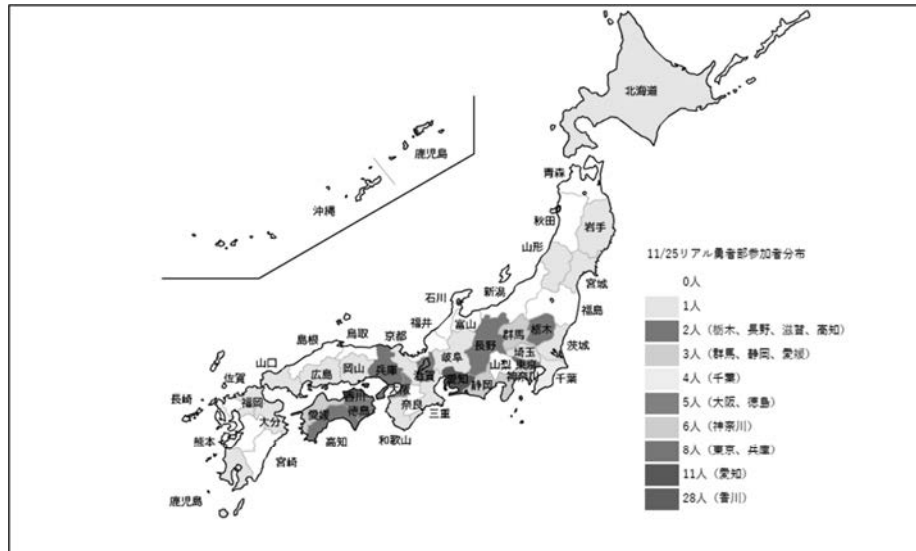 北海道
鹿児島
青森
沖縄
秋田
岩手
山形
宮城
新潟
石川
福島
富山
福井
群馬
栃木
茨城
長野
埼玉
島根
鳥取
京都
岐阜
山梨
東京
山口
広島
岡山
兵庫
滋賀
愛知
静岡
神奈川
千葉
佐賀
福岡
香川
大阪
奈良
三重
長崎
大分
愛媛
徳島
熊本
高知
和歌山
宮崎
鹿児島
11/25リアル勇者部参加者分布
0人
1人
2人（栃木、長野、滋賀、高知）
3人（群馬、静岡、愛媛）
4人（千葉）
5人（大阪、徳島）
6人（神奈川）
8人（東京、兵庫）
11人（愛知）
28人（香川）